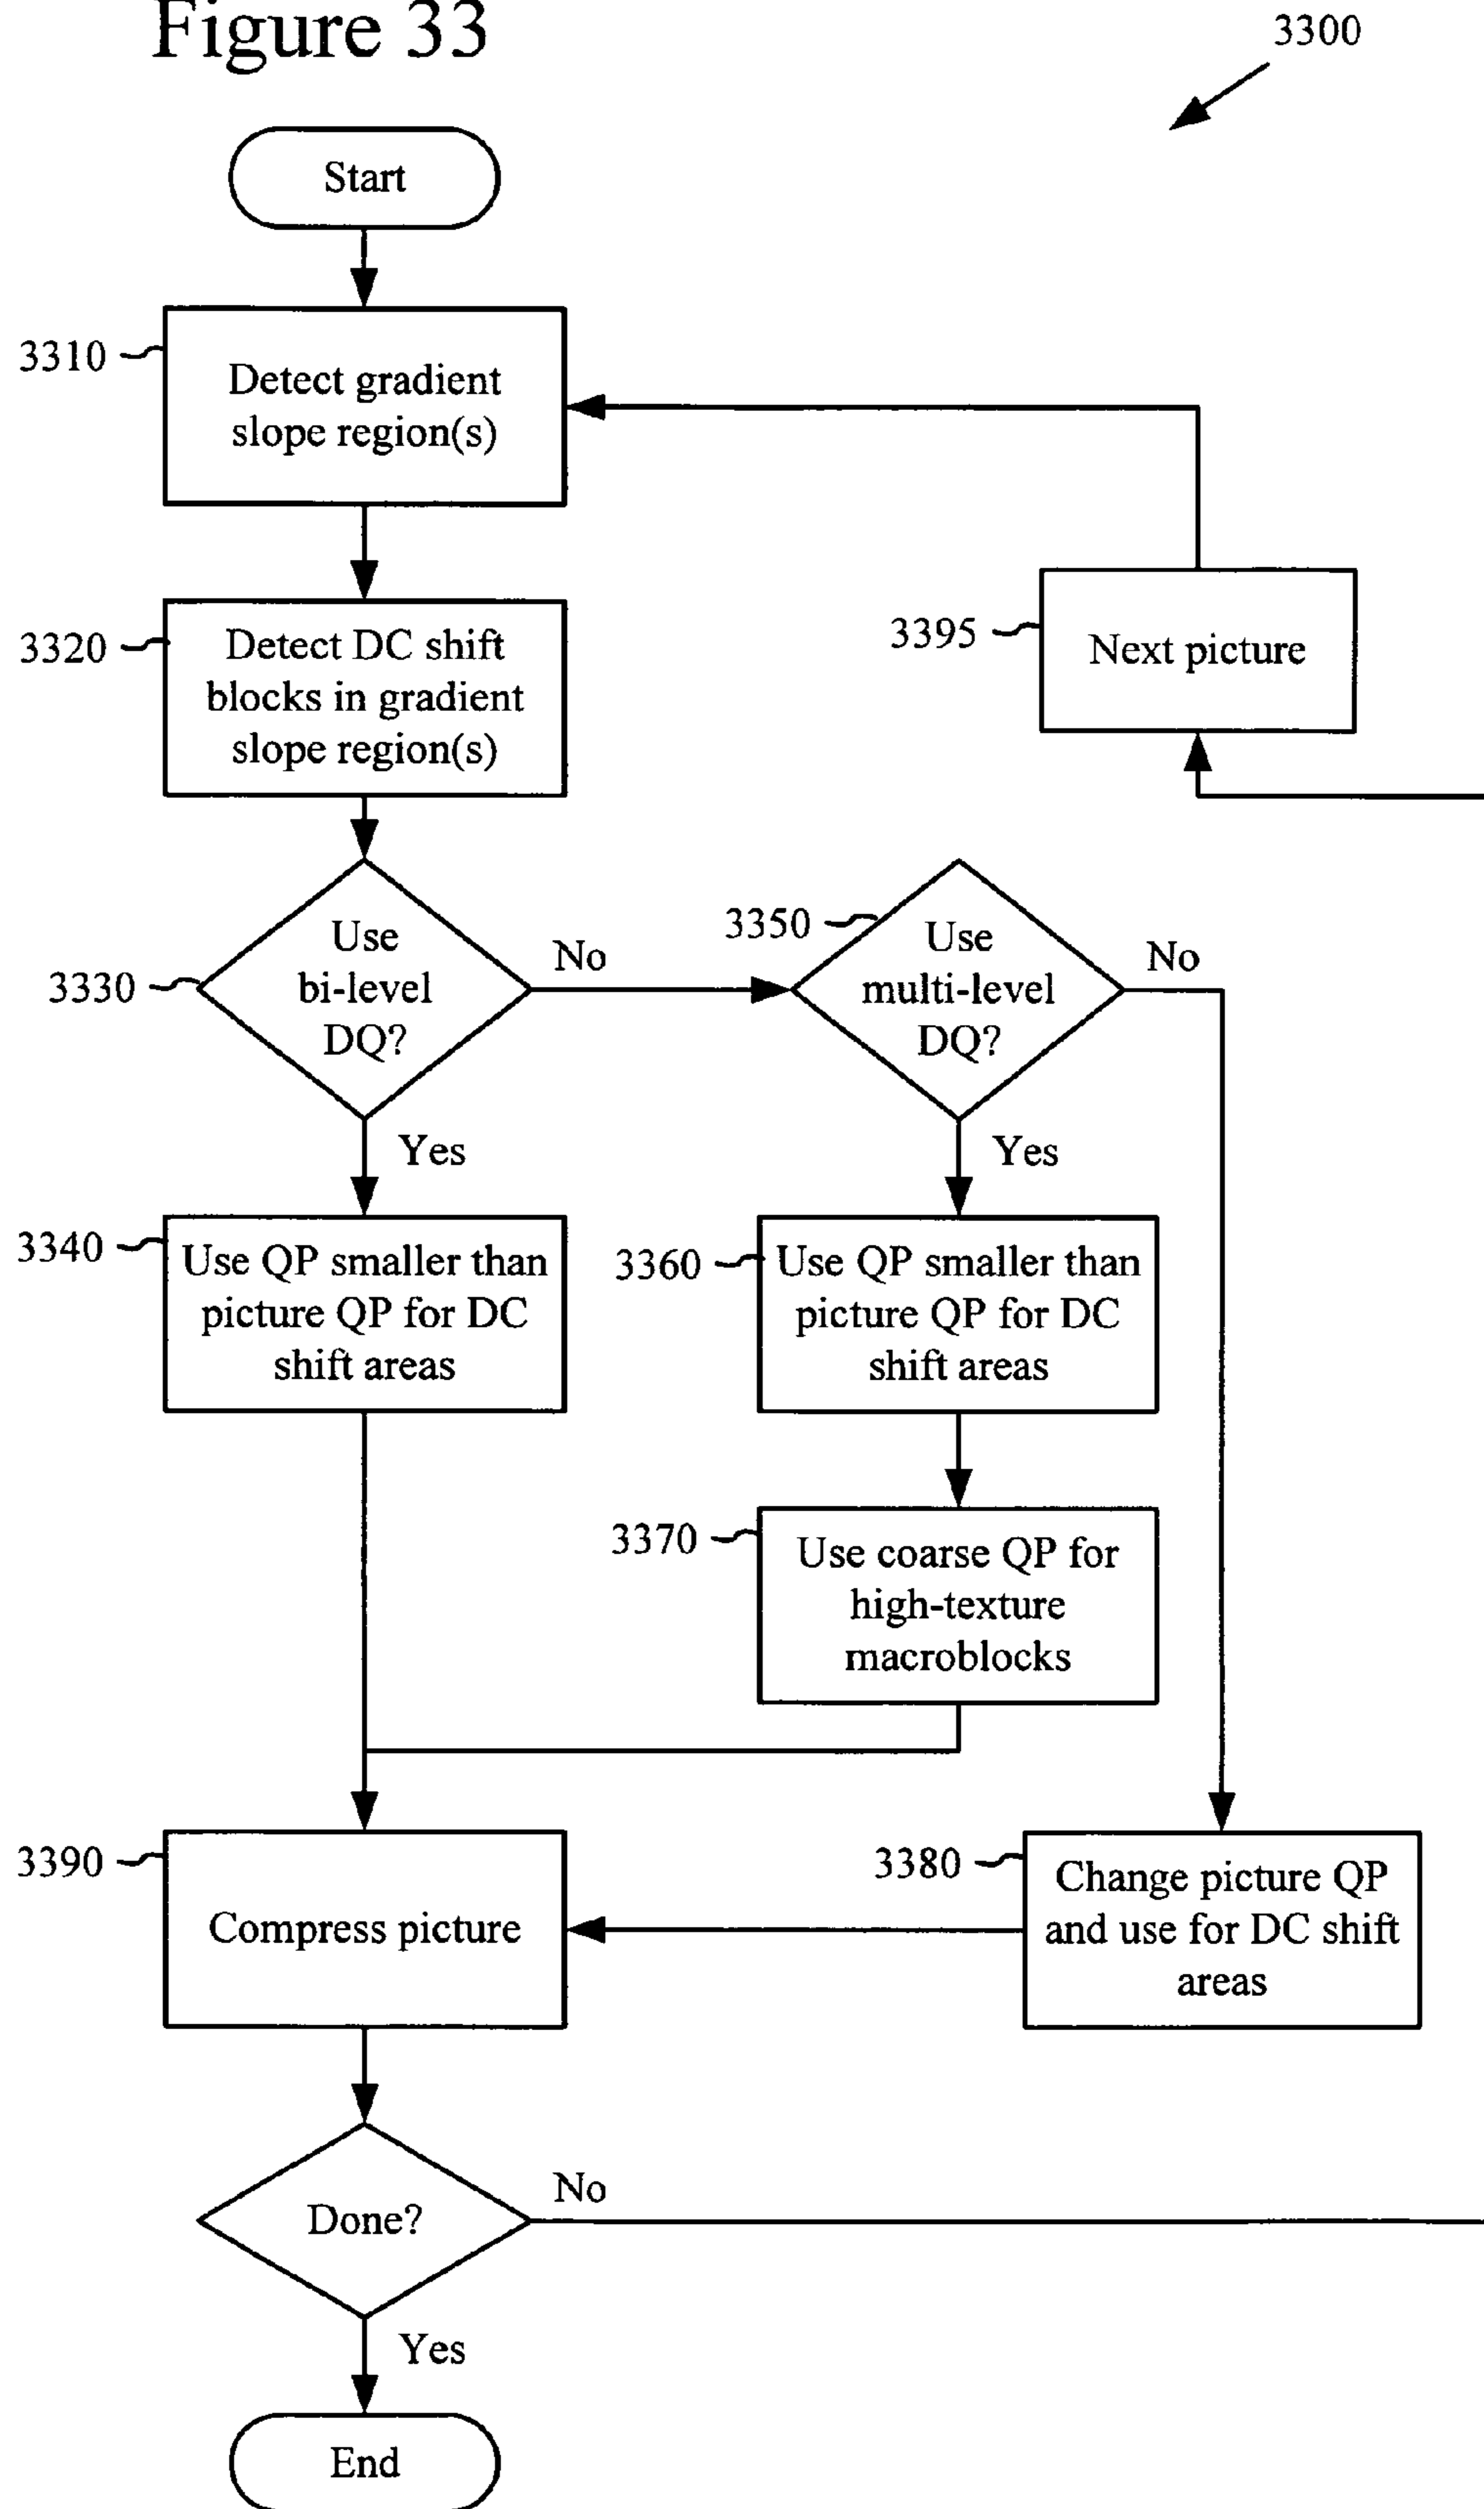 Figure 33
3300
Start
3310
Detect gradient
slope region(s)
3320
Detect DC shift
blocks in gradient
slope region(s)
3395
Next picture
3330
Use
bi-level
DQ?
No
3350
Use
multi-level
DQ?
No
Yes
Yes
3340
Use QP smaller than
picture QP for DC
shift areas
3360
Use QP smaller than
picture QP for DC
shift areas
3370
Use coarse QP for
high-texture
macroblocks
3390
Compress picture
3380
Change picture QP
and use for DC shift
areas
Done?
No
Yes
End